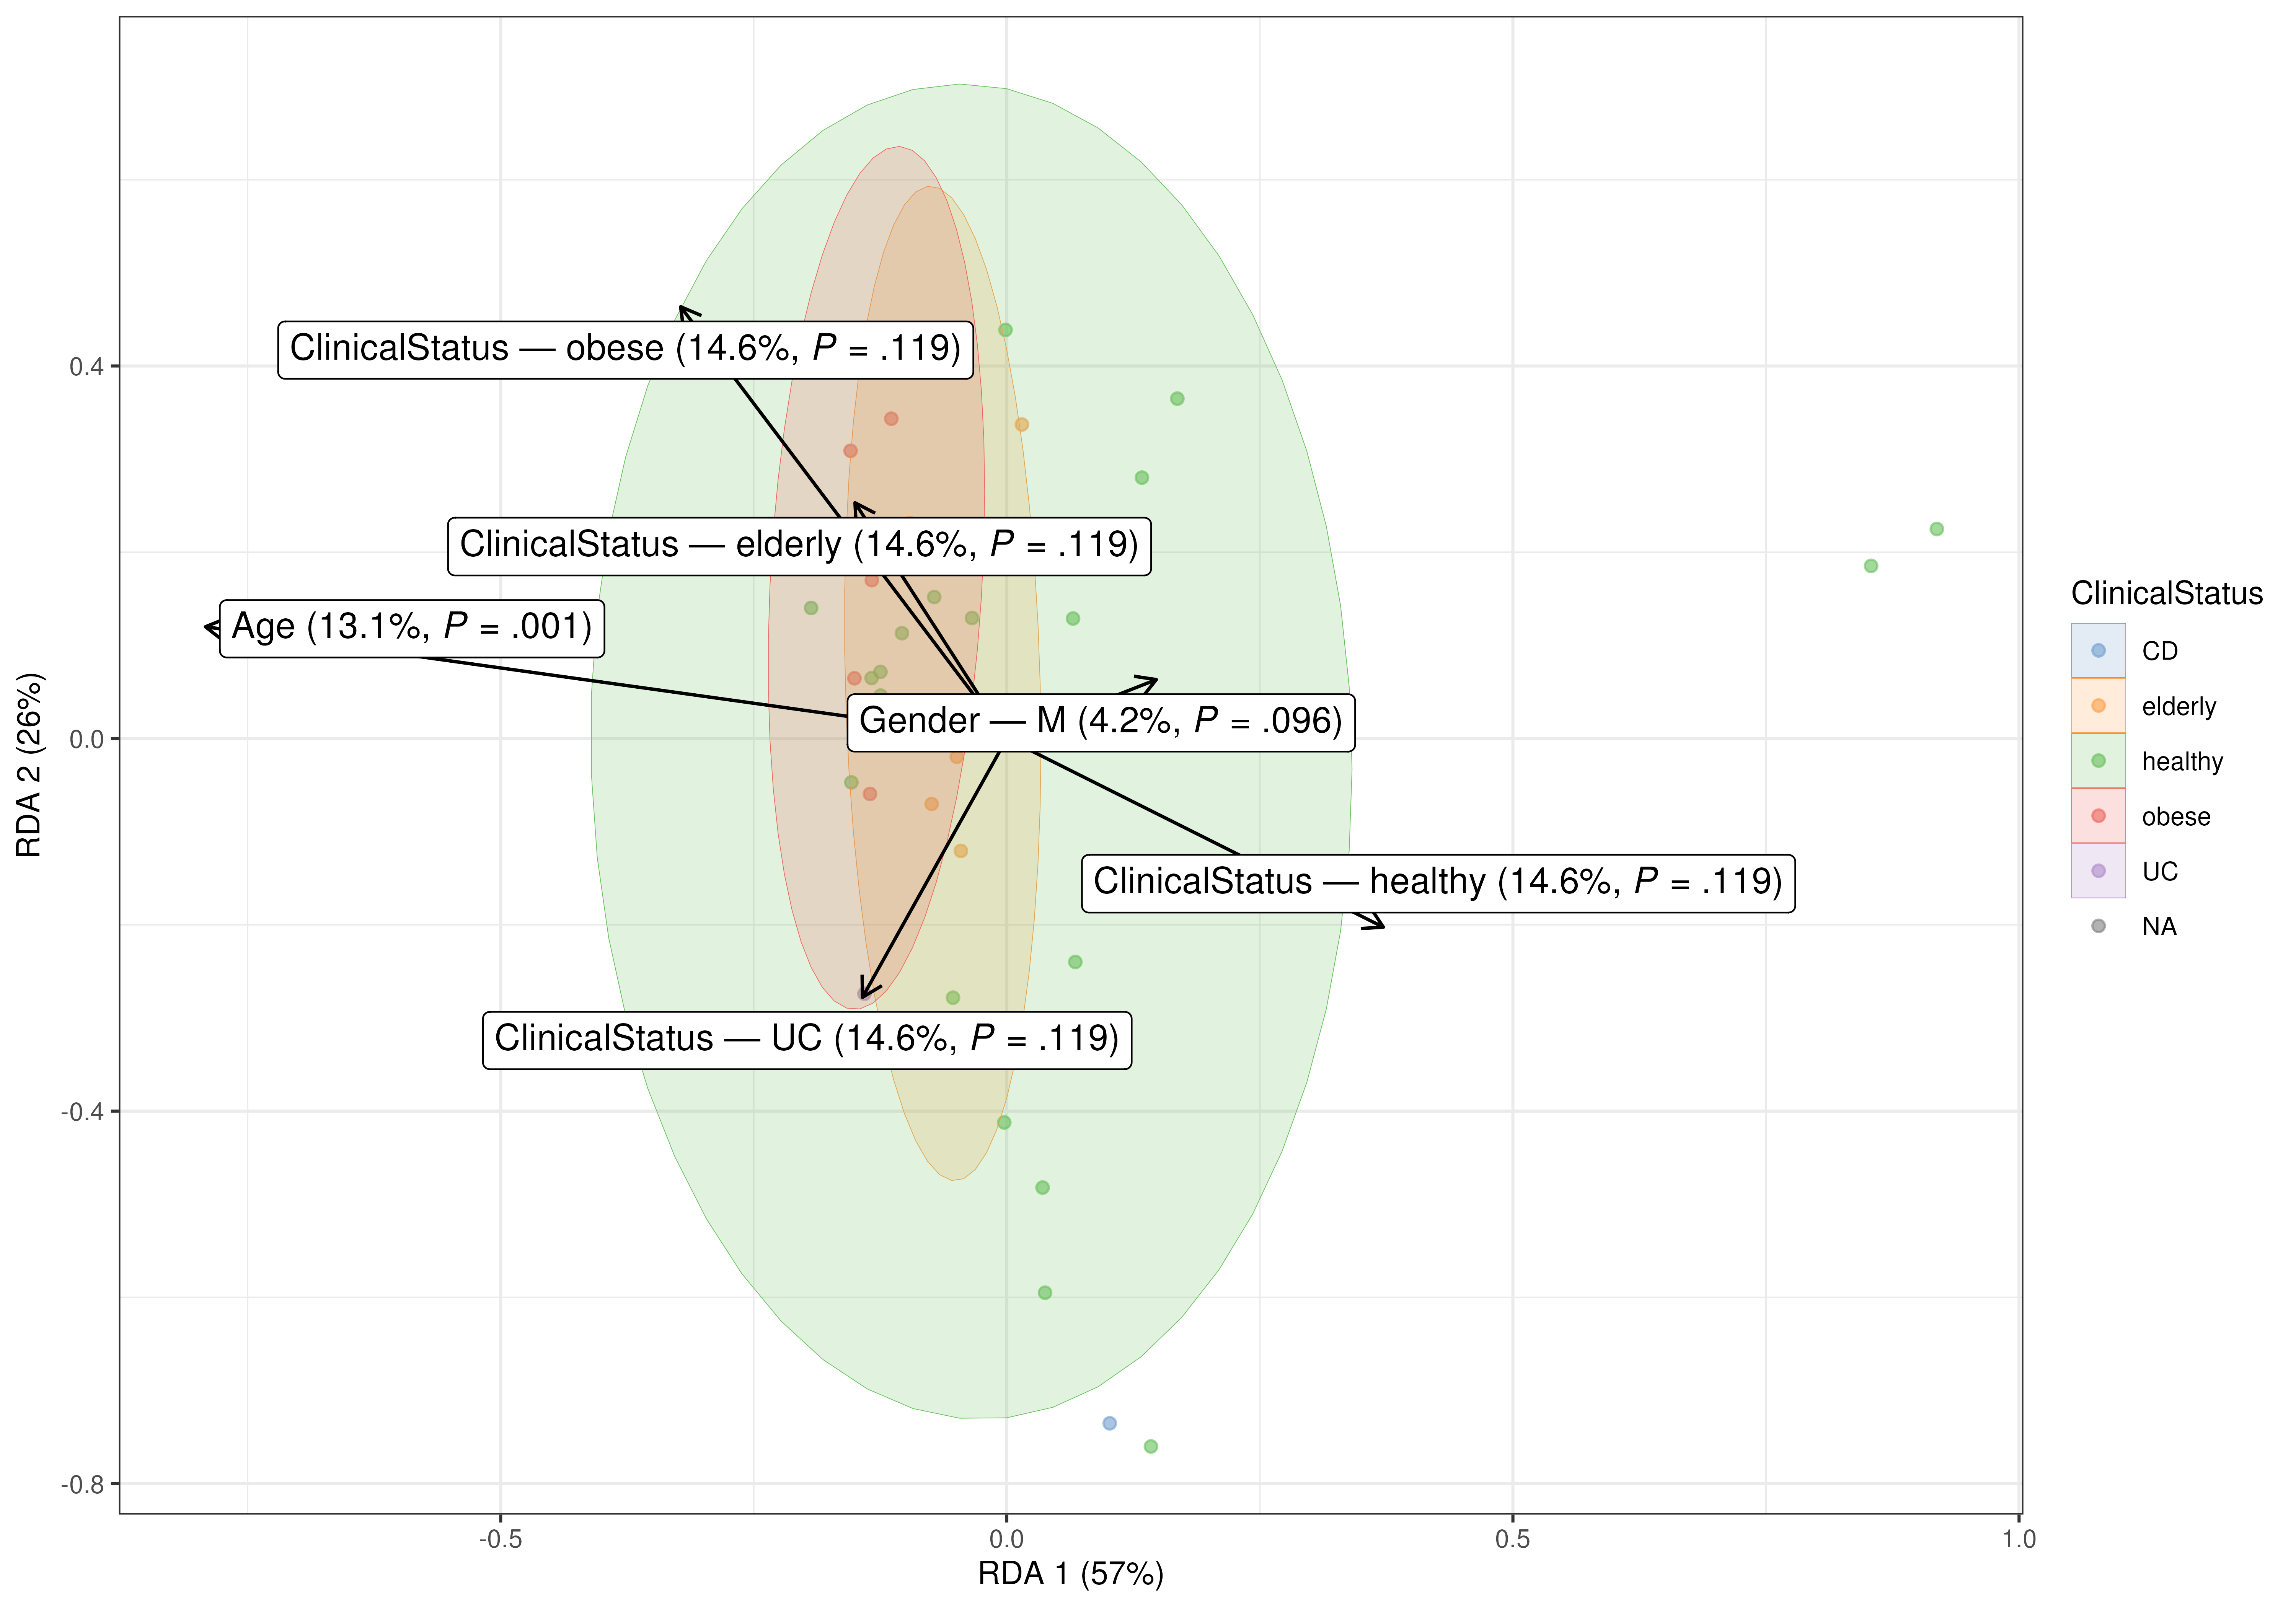 ClinicalStatus — obese (14.6%, P = .119)
ClinicalStatus — elderly (14.6%, P = .119)
Age (13.1%, P = .001)
Gender — M (4.2%, P = .096)
ClinicalStatus — healthy (14.6%, P = .119)
ClinicalStatus — UC (14.6%, P = .119)
0.4
0.0
-0.4
-0.8
RDA 2 (26%)
-0.5
0.0
0.5
1.0
RDA 1 (57%)
ClinicalStatus
CD
elderly
healthy
obese
UC
NA